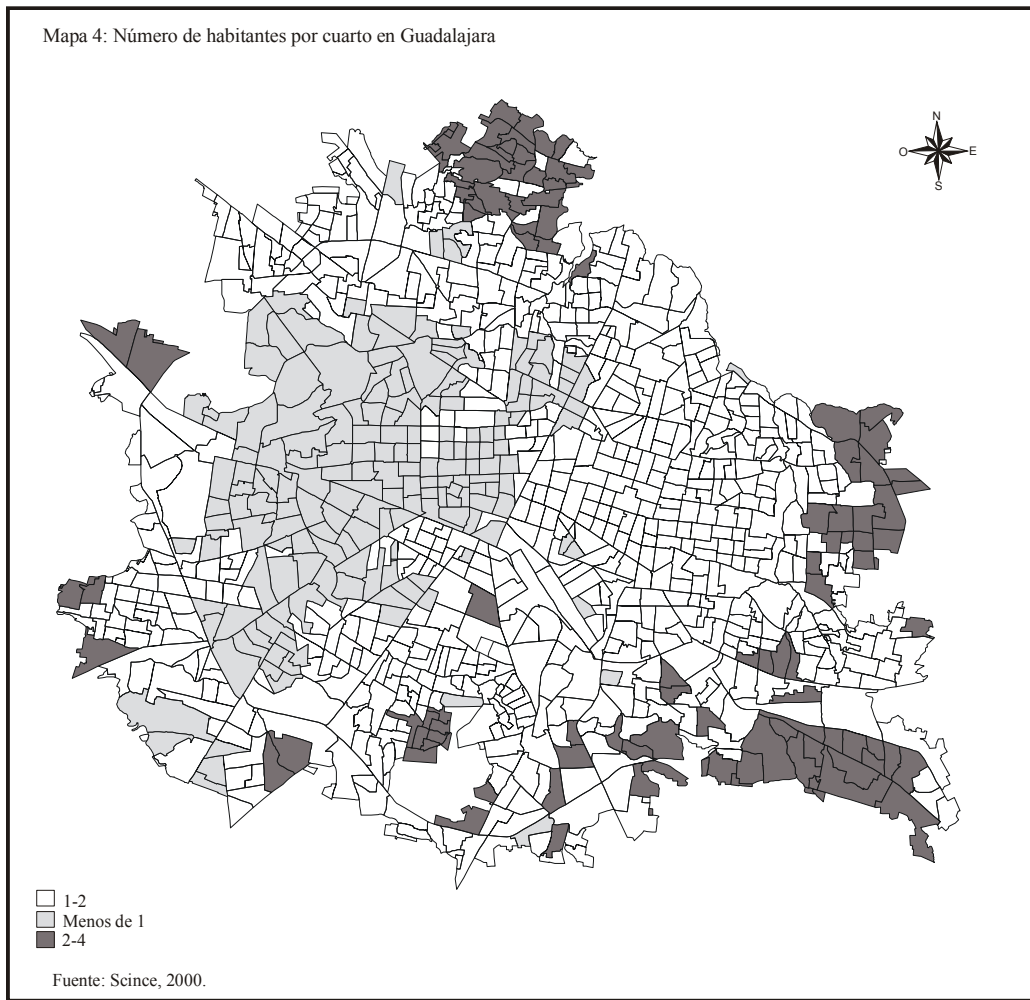 Mapa 4: Número de habitantes por cuarto en Guadalajara
N
O E
S
1-2
Menos de 1
2-4
Fuente: Scince, 2000.